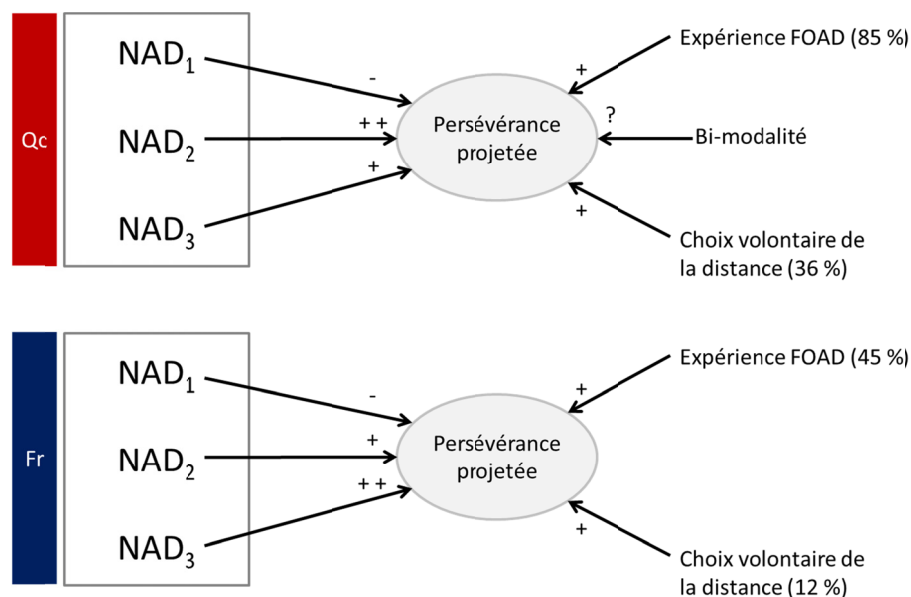 Qc
NAD₁
NAD₂
NAD₃
-
+ +
+
Persévérance
projetée
+
?
+
Expérience FOAD (85 %)
Bi-modalité
Choix volontaire de
la distance (36 %)
Fr
NAD₁
NAD₂
NAD₃
-
+
+ +
Persévérance
projetée
+
+
Expérience FOAD (45 %)
Choix volontaire de
la distance (12 %)